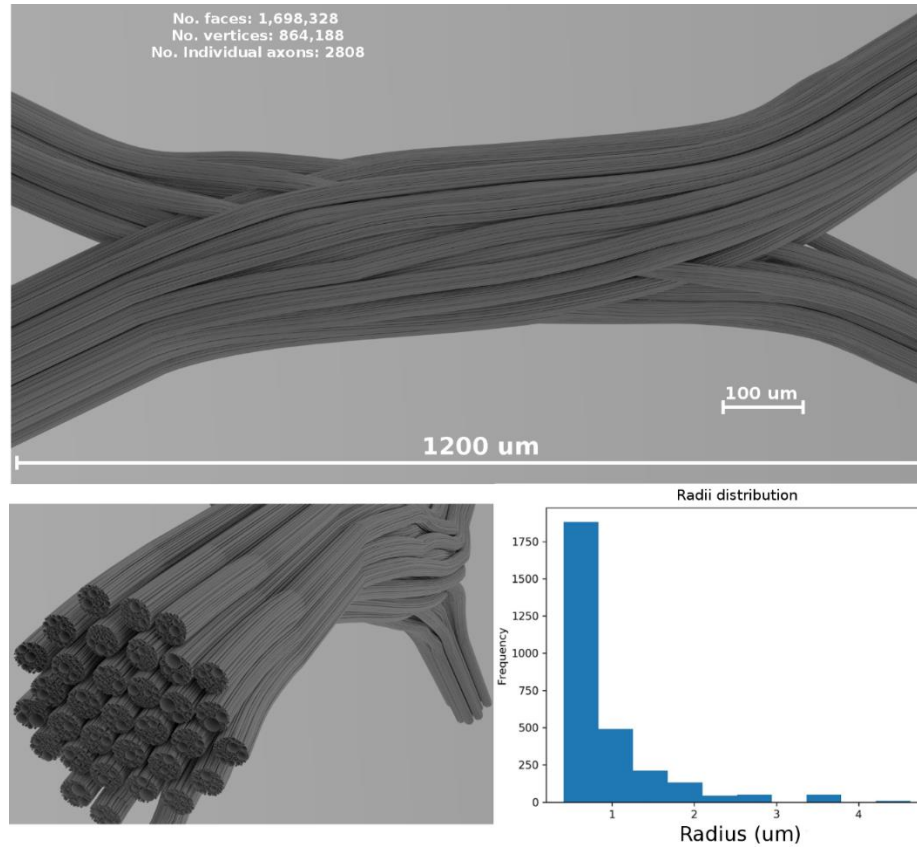 No. faces: 1,698,328
No. vertices: 864,188
No. Individual axons: 2808
100 um
1200 um
Radii distribution
Frequency
1750
1500
1250
1000
750
500
250
0
1
2
3
4
Radius (um)